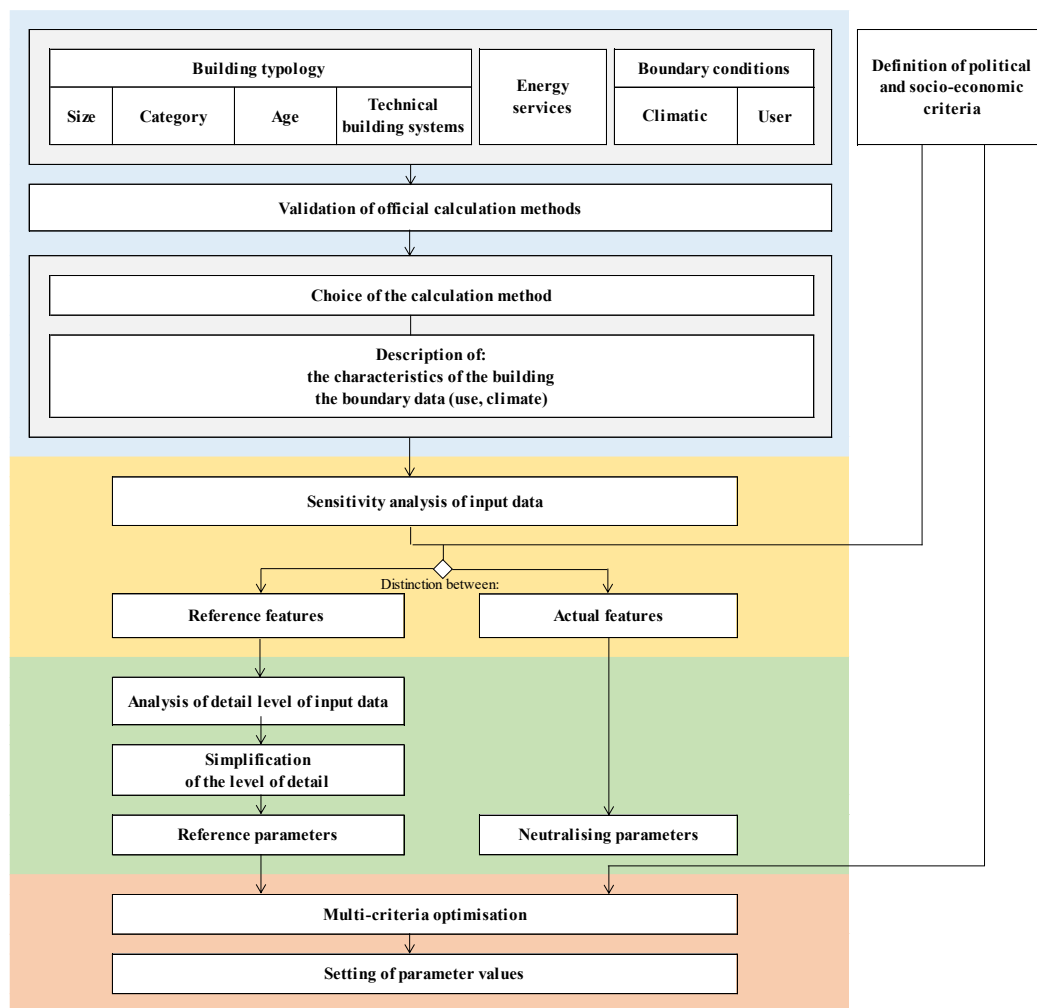 Building typology
Size
Category
Age
Technical
building systems
Energy
services
Boundary conditions
Climatic
User
Definition of political
and socio-economic
criteria
Validation of official calculation methods
Choice of the calculation method
Description of:
the characteristics of the building
the boundary data (use, climate)
Sensitivity analysis of input data
Distinction between:
Reference features
Actual features
Analysis of detail level of input data
Simplification
of the level of detail
Reference parameters
Neutralising parameters
Multi-criteria optimisation
Setting of parameter values